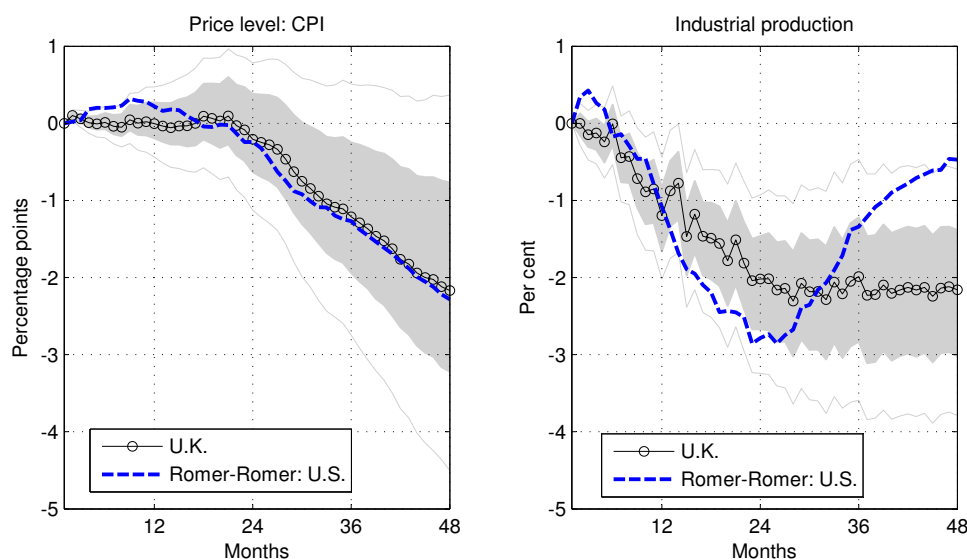 Price level: CPI
Percentage points
1
0
-1
-2
-3
-4
-5
12
24
36
48
Months
U.K.
Romer-Romer: U.S.
Industrial production
Per cent
1
0
-1
-2
-3
-4
-5
12
24
36
48
Months
U.K.
Romer-Romer: U.S.